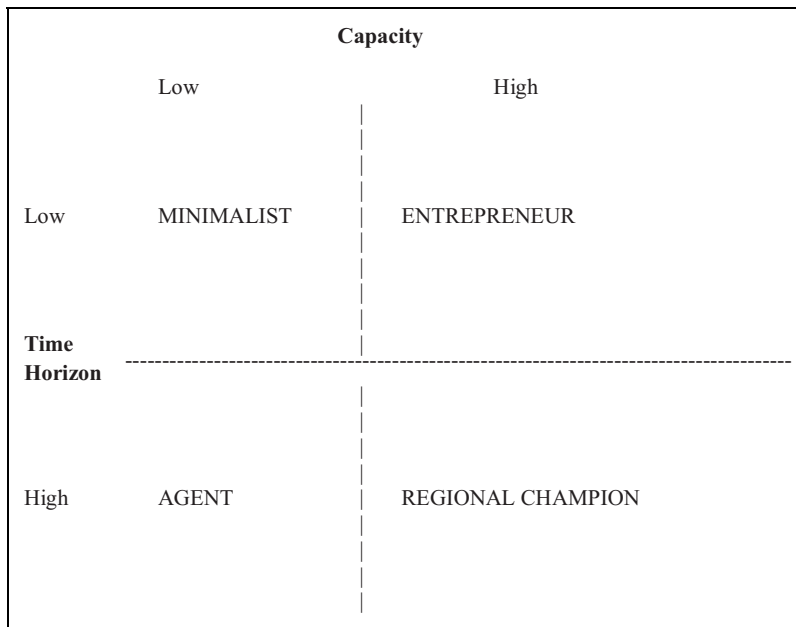 Capacity
Low High
Low MINIMALIST ENTREPRENEUR
Time
Horizon
High AGENT REGIONAL CHAMPION